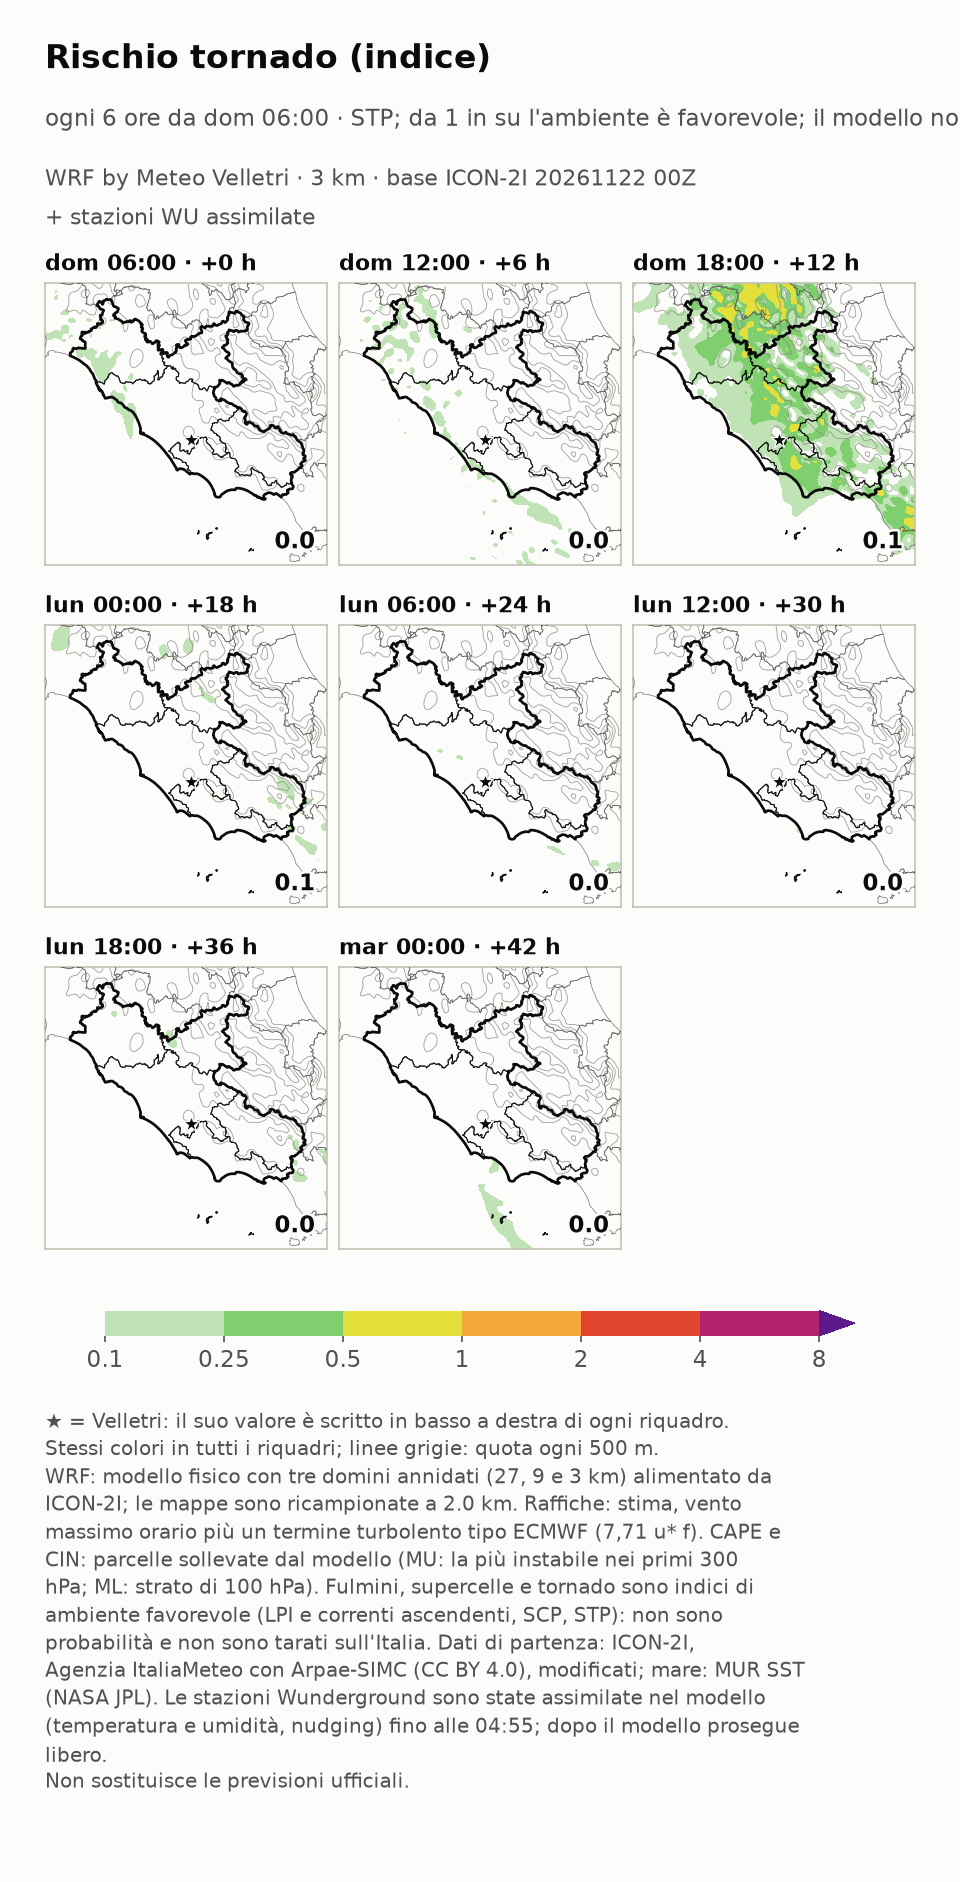 Rischio tornado (indice)
ogni 6 ore da dom 06:00 · STP; da 1 in su l'ambiente è favorevole; il modello no
WRF by Meteo Velletri · 3 km · base ICON-2I 20261122 00Z
+ stazioni WU assimilate
dom 06:00 · +0 h
dom 12:00 · +6 h
dom 18:00 · +12 h
0.0
0.0
0.1
lun 00:00 · +18 h
lun 06:00 · +24 h
lun 12:00 · +30 h
0.1
0.0
0.0
lun 18:00 · +36 h
mar 00:00 · +42 h
0.0
0.0
0.1 0.25 0.5 1 2 4 8
★ = Velletri: il suo valore è scritto in basso a destra di ogni riquadro.
Stessi colori in tutti i riquadri; linee grigie: quota ogni 500 m.
WRF: modello fisico con tre domini annidati (27, 9 e 3 km) alimentato da
ICON-2I; le mappe sono ricampionate a 2.0 km. Raffiche: stima, vento
massimo orario più un termine turbolento tipo ECMWF (7,71 u* f). CAPE e
CIN: parcelle sollevate dal modello (MU: la più instabile nei primi 300
hPa; ML: strato di 100 hPa). Fulmini, supercelle e tornado sono indici di
ambiente favorevole (LPI e correnti ascendenti, SCP, STP): non sono
probabilità e non sono tarati sull'Italia. Dati di partenza: ICON-2I,
Agenzia ItaliaMeteo con Arpae-SIMC (CC BY 4.0), modificati; mare: MUR SST
(NASA JPL). Le stazioni Wunderground sono state assimilate nel modello
(temperatura e umidità, nudging) fino alle 04:55; dopo il modello prosegue
libero.
Non sostituisce le previsioni ufficiali.